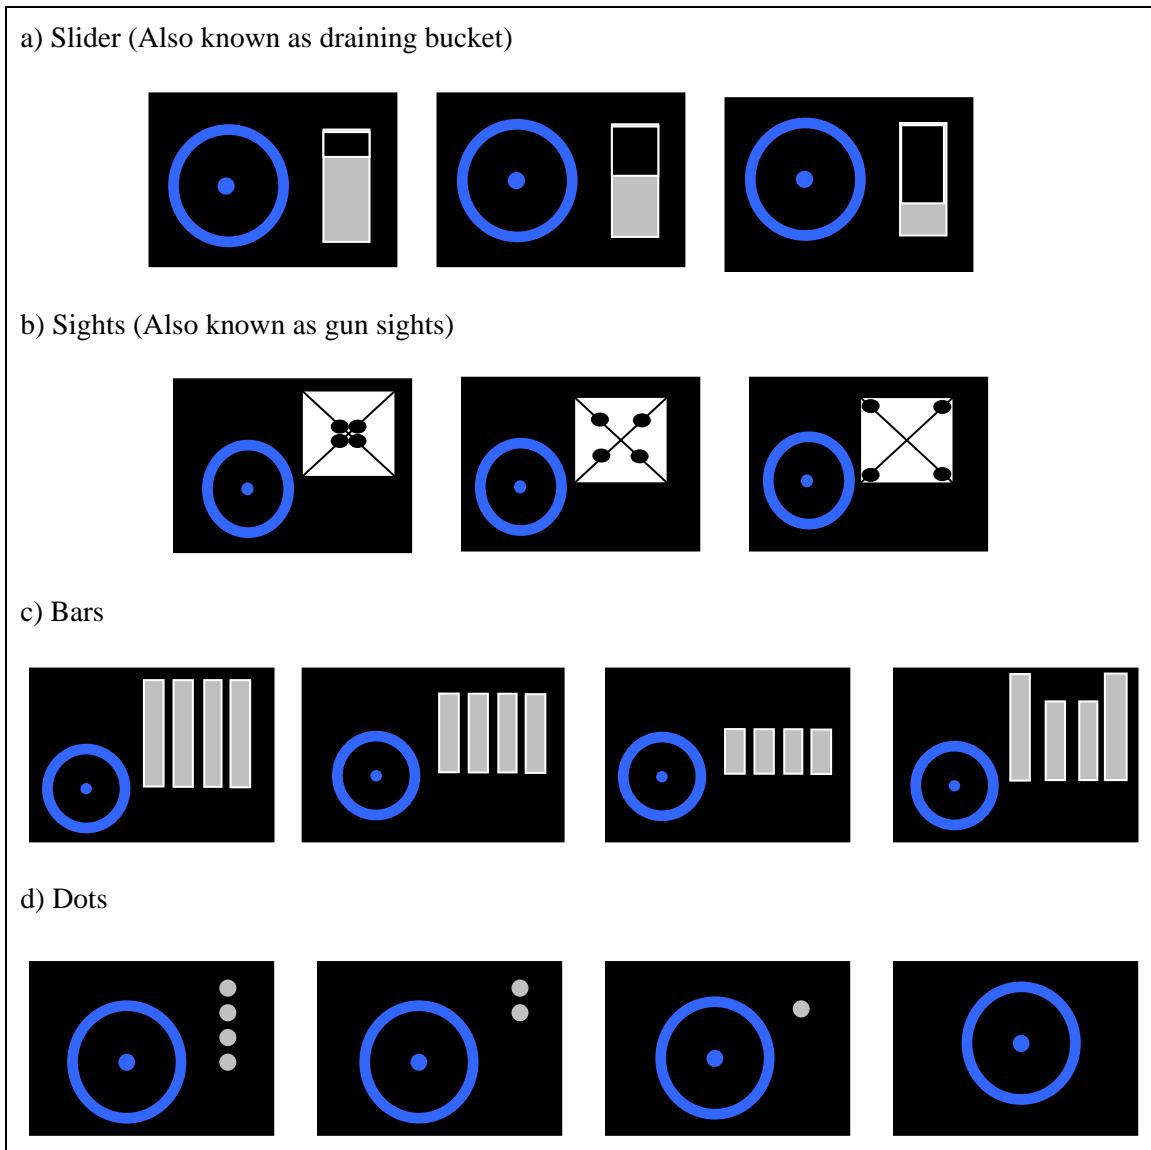 a) Slider (Also known as draining bucket)
b) Sights (Also known as gun sights)
c) Bars
d) Dots